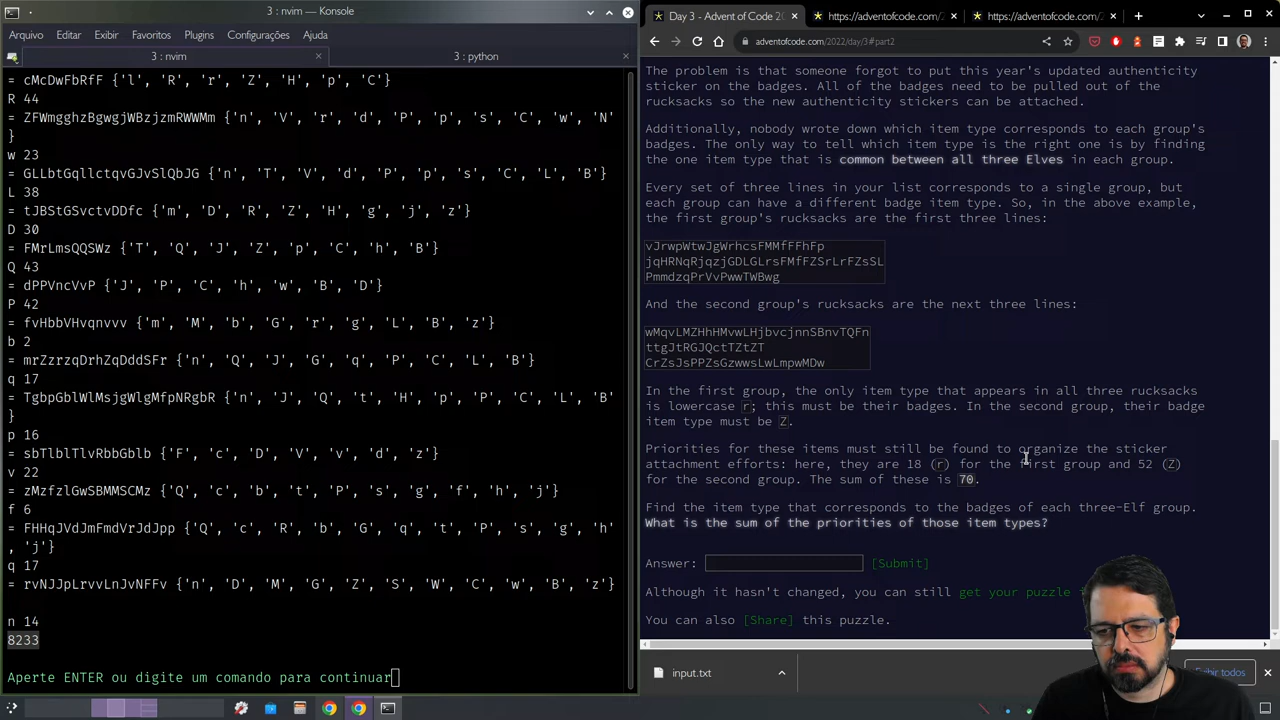 3 : nvim — Konsole
Arquivo Editar Exibir Favoritos Plugins Configurações Ajuda
3 : nvim
3 : python
= cMcDwFbRfF {'l', 'R', 'r', 'Z', 'H', 'p', 'C'}
R 44
= ZFWmgghzBgwgjWBzjzmRWWMm {'n', 'V', 'r', 'd', 'P', 'p', 's', 'C', 'w', 'N'
}
w 23
= GLLbtGqllctqvGJvSlQbJG {'n', 'T', 'V', 'd', 'P', 'p', 's', 'C', 'L', 'B'}
L 38
= tJBStGSvctvDDfc {'m', 'D', 'R', 'Z', 'H', 'g', 'j', 'z'}
D 30
= FMrLmsQQSWz {'T', 'Q', 'J', 'Z', 'p', 'C', 'h', 'B'}
Q 43
= dPPVncVvP {'J', 'P', 'C', 'h', 'w', 'B', 'D'}
P 42
= fvHbbVHvqnvvv {'m', 'M', 'b', 'G', 'r', 'g', 'L', 'B', 'z'}
b 2
= mrZzrzqDrhZqDddSFr {'n', 'Q', 'J', 'G', 'q', 'p', 'C', 'L', 'B'}
q 17
= TgbpGblWlMsjgWlgMfpNRgbR {'n', 'J', 'Q', 't', 'H', 'p', 'P', 'C', 'L', 'B'
}
p 16
= sbTlblTlvRbbGblb {'F', 'c', 'D', 'V', 'v', 'd', 'z'}
v 22
= zMzfzlGwSBMMSCMz {'Q', 'c', 'b', 't', 'P', 's', 'g', 'f', 'h', 'j'}
f 6
= FHHqJVdJmFmdVrJdJpp {'Q', 'c', 'R', 'b', 'G', 'q', 't', 'P', 's', 'g', 'h'
, 'j'}
q 17
= rvNJJpLrvvLnJvNFFv {'n', 'D', 'M', 'G', 'Z', 'S', 'W', 'C', 'w', 'B', 'z'}
n 14
8233
Aperte ENTER ou digite um comando para continuar
Day 3 - Advent of Code 20
https://adventofcode.com/2
https://adventofcode.com/2
adventofcode.com/2022/day/3#part2
The problem is that someone forgot to put this year's updated authenticity
sticker on the badges. All of the badges need to be pulled out of the
rucksacks so the new authenticity stickers can be attached.
Additionally, nobody wrote down which item type corresponds to each group's
badges. The only way to tell which item type is the right one is by finding
the one item type that is common between all three Elves in each group.
Every set of three lines in your list corresponds to a single group, but
each group can have a different badge item type. So, in the above example,
the first group's rucksacks are the first three lines:
vJrwpWtwJgWrhcsFMMfFFhFp
jqHRNqRjqzjGDLGLrsFMfFZSrLrFZsSL
PmmdzqPrVvPwwTWBwg
And the second group's rucksacks are the next three lines:
wMqvLMZHhHMvwLHjbvcjnnSBnvTQFn
ttgJtRGJQctTZtZT
CrZsJsPPZsGzwwsLwLmpwMDw
In the first group, the only item type that appears in all three rucksacks
is lowercase r; this must be their badges. In the second group, their badge
item type must be Z.
Priorities for these items must still be found to organize the sticker
attachment efforts: here, they are 18 (r) for the first group and 52 (Z)
for the second group. The sum of these is 70.
Find the item type that corresponds to the badges of each three-Elf group.
What is the sum of the priorities of those item types?
Answer: [Submit]
Although it hasn't changed, you can still get your puzzle
You can also [Share] this puzzle.
input.txt
Exibir todos